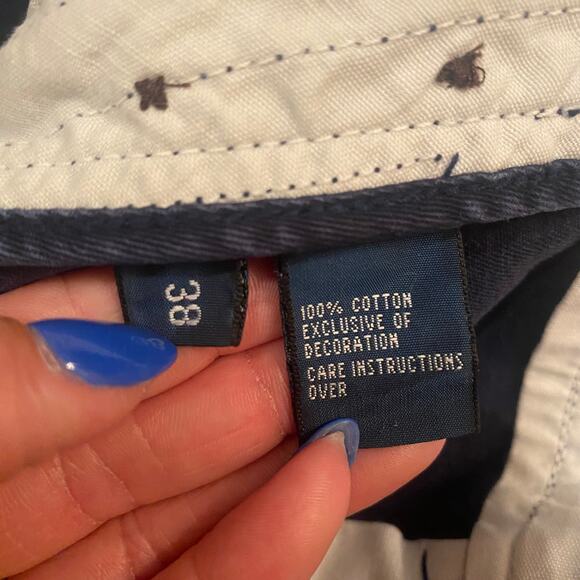 38
100% COTTON
EXCLUSIVE OF
DECORATION
CARE INSTRUCTIONS
OVER